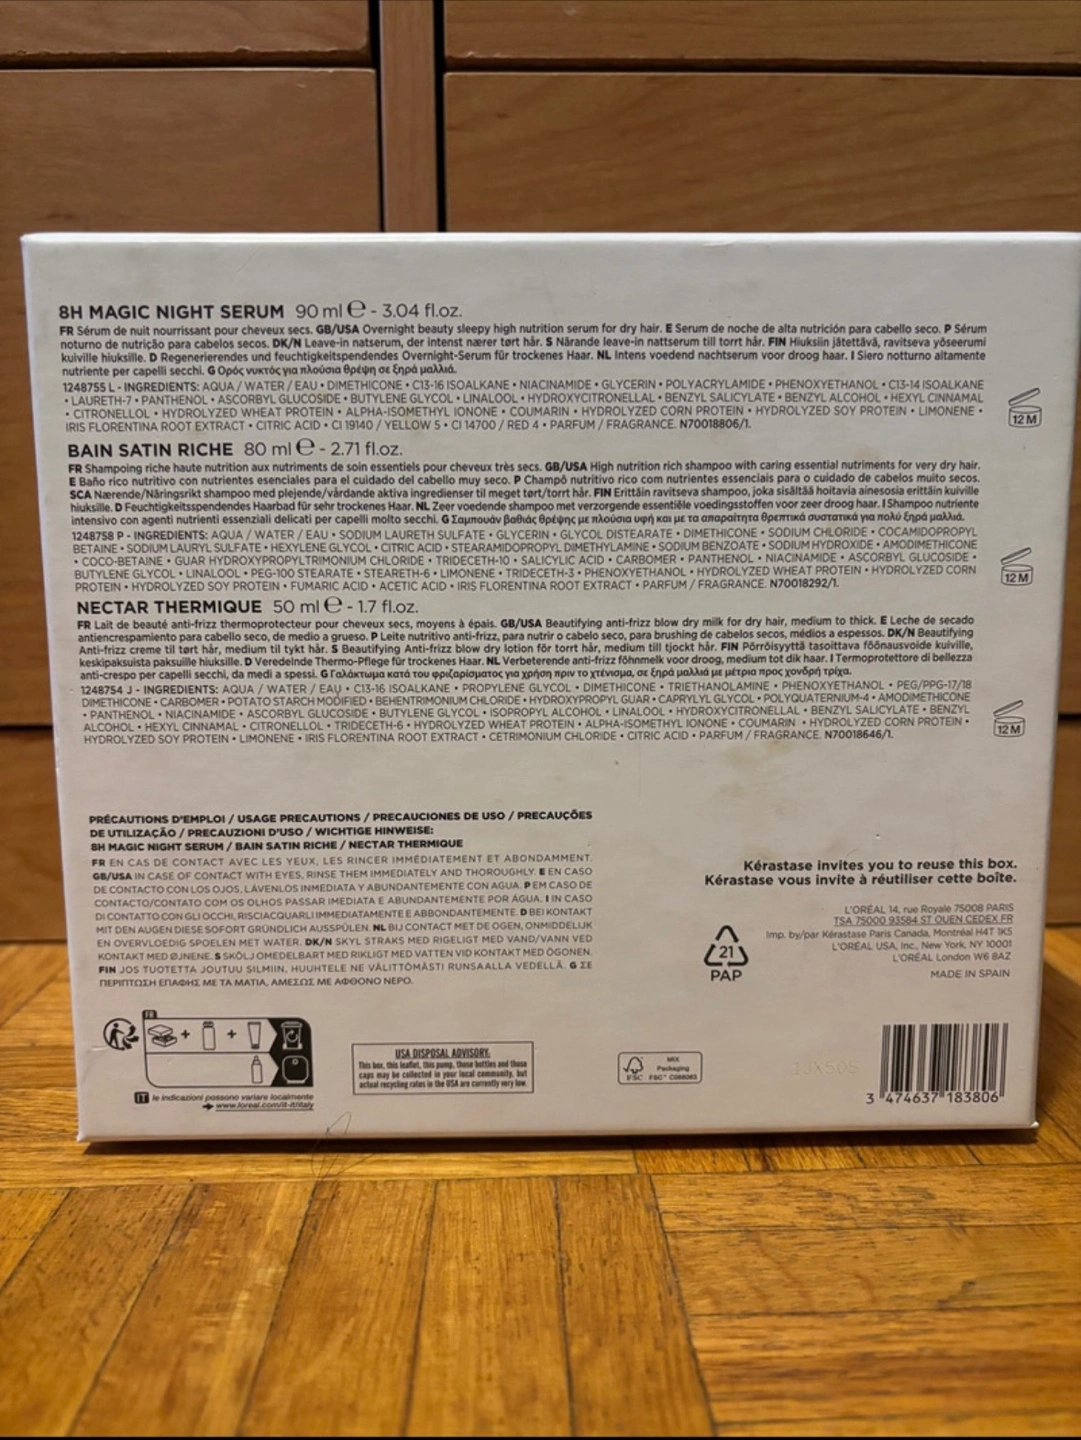 8H MAGIC NIGHT SERUM 90 ml ℮ - 3.04 fl.oz.
FR Sérum de nuit nourrissant pour cheveux secs. GB/USA Overnight beauty sleepy high nutrition serum for dry hair. E Serum de noche de alta nutrición para cabello seco. P Sérum
noturno de nutrição para cabelos secos. DK/N Leave-in natserum, der intenst nærer tørt hår. S Närande leave-in nattserum till torrt hår. FIN Hiuksiin jätettävä, ravitseva yöseerumi
kuiville hiuksille. D Regenerierendes und feuchtigkeitspendendes Overnight-Serum für trockenes Haar. NL Intens voedend nachtserum voor droog haar. I Siero notturno altamente
nutriente per capelli secchi. G Ορός νυκτός για πλούσια θρέψη σε ξηρά μαλλιά.
1248755 L - INGREDIENTS: AQUA / WATER / EAU • DIMETHICONE • C13-16 ISOALKANE • NIACINAMIDE • GLYCERIN • POLYACRYLAMIDE • PHENOXYETHANOL • C13-14 ISOALKANE
• LAURETH-7 • PANTHENOL • ASCORBYL GLUCOSIDE • BUTYLENE GLYCOL • LINALOOL • HYDROXYCITRONELLAL • BENZYL SALICYLATE • BENZYL ALCOHOL • HEXYL CINNAMAL
• CITRONELLOL • HYDROLYZED WHEAT PROTEIN • ALPHA-ISOMETHYL IONONE • COUMARIN • HYDROLYZED CORN PROTEIN • HYDROLYZED SOY PROTEIN • LIMONENE •
IRIS FLORENTINA ROOT EXTRACT • CITRIC ACID • CI 19140 / YELLOW 5 • CI 14700 / RED 4 • PARFUM / FRAGRANCE. N70018806/1.
12 M
BAIN SATIN RICHE 80 ml ℮ - 2.71 fl.oz.
FR Shampoing riche haute nutrition aux nutriments de soin essentiels pour cheveux très secs. GB/USA High nutrition rich shampoo with caring essential nutriments for very dry hair.
E Baño rico nutritivo con nutrientes esenciales para el cuidado del cabello muy seco. P Champô nutritivo rico com nutrientes essenciais para o cuidado de cabelos muito secos.
SCA Nærende/Näringsrikt shampoo med plejende/vårdande aktiva ingredienser til meget tørt/torrt hår. FIN Erittäin ravitseva shampoo, joka sisältää hoitavia ainesosia erittäin kuiville
hiuksille. D Feuchtigkeitsspendendes Haarbad für sehr trockenes Haar. NL Zeer voedende shampoo met verzorgende essentiële voedingsstoffen voor zeer droog haar. I Shampoo nutriente
intensivo con agenti nutrienti essenziali delicati per capelli molto secchi. G Σαμπουάν βαθιάς θρέψης με πλούσια υφή και με τα απαραίτητα θρεπτικά συστατικά για πολύ ξηρά μαλλιά.
1248758 P - INGREDIENTS: AQUA / WATER / EAU • SODIUM LAURETH SULFATE • GLYCERIN • GLYCOL DISTEARATE • DIMETHICONE • SODIUM CHLORIDE • COCAMIDOPROPYL
BETAINE • SODIUM LAURYL SULFATE • HEXYLENE GLYCOL • CITRIC ACID • STEARAMIDOPROPYL DIMETHYLAMINE • SODIUM BENZOATE • SODIUM HYDROXIDE • AMODIMETHICONE
• COCO-BETAINE • GUAR HYDROXYPROPYLTRIMONIUM CHLORIDE • TRIDECETH-10 • SALICYLIC ACID • CARBOMER • PANTHENOL • NIACINAMIDE • ASCORBYL GLUCOSIDE •
BUTYLENE GLYCOL • LINALOOL • PEG-100 STEARATE • STEARETH-6 • LIMONENE • TRIDECETH-3 • PHENOXYETHANOL • HYDROLYZED WHEAT PROTEIN • HYDROLYZED CORN
PROTEIN • HYDROLYZED SOY PROTEIN • FUMARIC ACID • ACETIC ACID • IRIS FLORENTINA ROOT EXTRACT • PARFUM / FRAGRANCE. N70018292/1.
12 M
NECTAR THERMIQUE 50 ml ℮ - 1.7 fl.oz.
FR Lait de beauté anti-frizz thermoprotecteur pour cheveux secs, moyens à épais. GB/USA Beautifying anti-frizz blow dry milk for dry hair, medium to thick. E Leche de secado
antiencrespamiento para cabello seco, de medio a grueso. P Leite nutritivo anti-frizz, para nutrir o cabelo seco, para brushing de cabelos secos, médios a espessos. DK/N Beautifying
Anti-frizz creme til tørt hår, medium til tykt hår. S Beautifying Anti-frizz blow dry lotion för torrt hår, medium till tjockt hår. FIN Pörröisyyttä tasoittava föönausvoide kuiville,
keskipaksuista paksuille hiuksille. D Veredelnde Thermo-Pflege für trockenes Haar. NL Verbeterende anti-frizz föhnmelk voor droog, medium tot dik haar. I Termoprotettore di bellezza
anti-crespo per capelli secchi, da medi a spessi. G Γαλάκτωμα κατά του φριζαρίσματος για χρήση πριν το χτένισμα, σε ξηρά μαλλιά με μέτρια προς χονδρή τρίχα.
1248754 J - INGREDIENTS: AQUA / WATER / EAU • C13-16 ISOALKANE • PROPYLENE GLYCOL • DIMETHICONE • TRIETHANOLAMINE • PHENOXYETHANOL • PEG/PPG-17/18
DIMETHICONE • CARBOMER • POTATO STARCH MODIFIED • BEHENTRIMONIUM CHLORIDE • HYDROXYPROPYL GUAR • CAPRYLYL GLYCOL • POLYQUATERNIUM-4 • AMODIMETHICONE
• PANTHENOL • NIACINAMIDE • ASCORBYL GLUCOSIDE • BUTYLENE GLYCOL • ISOPROPYL ALCOHOL • LINALOOL • HYDROXYCITRONELLAL • BENZYL SALICYLATE • BENZYL
ALCOHOL • HEXYL CINNAMAL • CITRONELLOL • TRIDECETH-6 • HYDROLYZED WHEAT PROTEIN • ALPHA-ISOMETHYL IONONE • COUMARIN • HYDROLYZED CORN PROTEIN •
HYDROLYZED SOY PROTEIN • LIMONENE • IRIS FLORENTINA ROOT EXTRACT • CETRIMONIUM CHLORIDE • CITRIC ACID • PARFUM / FRAGRANCE. N70018646/1.
12 M
PRÉCAUTIONS D'EMPLOI / USAGE PRECAUTIONS / PRECAUCIONES DE USO / PRECAUÇÕES
DE UTILIZAÇÃO / PRECAUZIONI D'USO / WICHTIGE HINWEISE:
8H MAGIC NIGHT SERUM / BAIN SATIN RICHE / NECTAR THERMIQUE
FR EN CAS DE CONTACT AVEC LES YEUX, LES RINCER IMMÉDIATEMENT ET ABONDAMMENT.
GB/USA IN CASE OF CONTACT WITH EYES, RINSE THEM IMMEDIATELY AND THOROUGHLY. E EN CASO
DE CONTACTO CON LOS OJOS, LÁVENLOS INMEDIATA Y ABUNDANTEMENTE CON AGUA. P EM CASO DE
CONTACTO/CONTATO COM OS OLHOS PASSAR IMEDIATA E ABUNDANTEMENTE POR ÁGUA. I IN CASO
DI CONTATTO CON GLI OCCHI, RISCIACQUARLI IMMEDIATAMENTE E ABBONDANTEMENTE. D BEI KONTAKT
MIT DEN AUGEN DIESE SOFORT GRÜNDLICH AUSSPÜLEN. NL BIJ CONTACT MET DE OGEN, ONMIDDELIJK
EN OVERVLOEDIG SPOELEN MET WATER. DK/N SKYL STRAKS MED RIGELIGT MED VAND/VANN VED
KONTAKT MED ØJNENE. S SKÖLJ OMEDELBART MED RIKLIGT MED VATTEN VID KONTAKT MED ÖGONEN.
FIN JOS TUOTETTA JOUTUU SILMIIN, HUUHTELE NE VÄLITTÖMÄSTI RUNSAALLA VEDELLÄ. G ΣΕ
ΠΕΡΙΠΤΩΣΗ ΕΠΑΦΗΣ ΜΕ ΤΑ ΜΑΤΙΑ, ΑΜΕΣΩΣ ΜΕ ΑΦΘΟΝΟ ΝΕΡΟ.
Kérastase invites you to reuse this box.
Kérastase vous invite à réutiliser cette boîte.
L'ORÉAL 14, rue Royale 75008 PARIS
TSA 75000 93584 ST OUEN CEDEX FR
Imp. by/par Kérastase Paris Canada, Montréal H4T 1K5
L'ORÉAL USA, Inc., New York, NY 10001
L'ORÉAL London W6 8AZ
MADE IN SPAIN
21
PAP
FR
+ +
IT le indicazioni possono variare localmente
www.loreal.com/it-it/italy
USA DISPOSAL ADVISORY.
This box, this leaflet, this pump, those bottles and those
caps may be collected in your local community, but
actual recycling rates in the USA are currently very low.
FSC
MIX
Packaging
FSC™ C088083
3 474637 183806